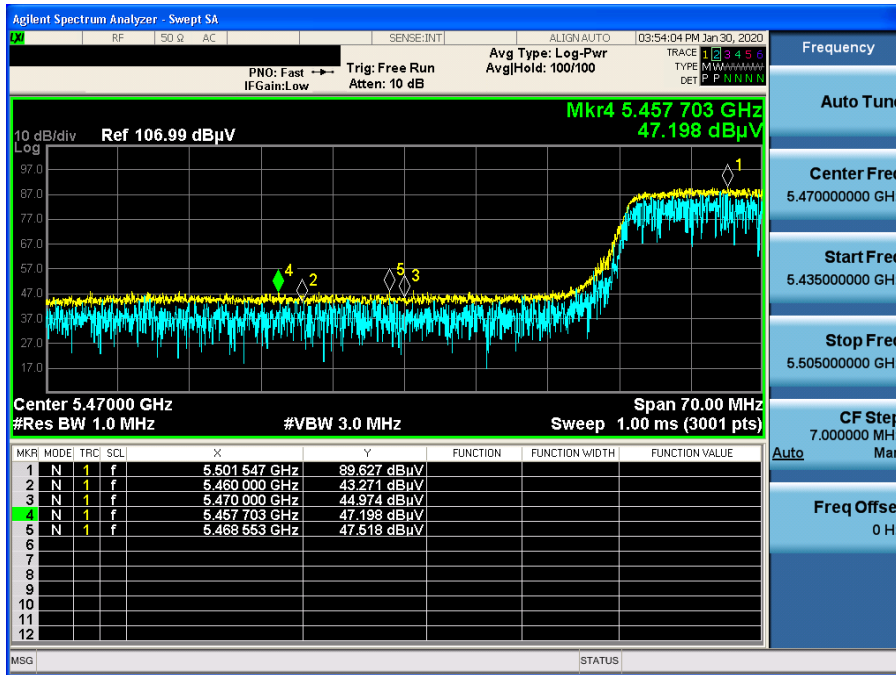 Agilent Spectrum Analyzer - Swept SA
LXI RF 50 Ω AC SENSE:INT ALIGN AUTO 03:54:04 PM Jan 30, 2020
Frequency
PNO: Fast Trig: Free Run Avg Type: Log-Pwr TRACE 1 2 3 4 5 6
IFGain:Low Atten: 10 dB Avg|Hold: 100/100 TYPE M W
DET P P N N N N
Auto Tun
Mkr4 5.457 703 GHz
47.198 dBµV
10 dB/div Ref 106.99 dBµV
Log
97.0
87.0
77.0
67.0
57.0
47.0
37.0
27.0
17.0
1
4
2
5
3
Center Fre
5.470000000 GH
Start Fre
5.435000000 GH
Stop Fre
5.505000000 GH
Center 5.47000 GHz Span 70.00 MHz
#Res BW 1.0 MHz #VBW 3.0 MHz Sweep 1.00 ms (3001 pts)
CF Step
7.000000 MH
Auto Man
Freq Offse
0 H
MKR MODE TRC SCL X Y FUNCTION FUNCTION WIDTH FUNCTION VALUE
1 N 1 f 5.501 547 GHz 89.627 dBµV
2 N 1 f 5.460 000 GHz 43.271 dBµV
3 N 1 f 5.470 000 GHz 44.974 dBµV
4 N 1 f 5.457 703 GHz 47.198 dBµV
5 N 1 f 5.468 553 GHz 47.518 dBµV
6
7
8
9
10
11
12
MSG STATUS